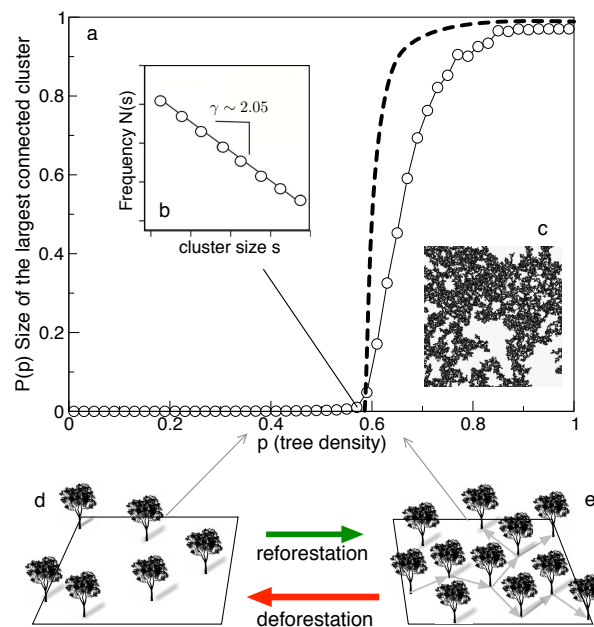 a
1
0.8
0.6
0.4
0.2
0
P(p) Size of the largest connected cluster
Frequency N(s)
γ ∼ 2.05
b
cluster size s
c
0
0.2
0.4
0.6
0.8
1
p (tree density)
d
e
reforestation
deforestation